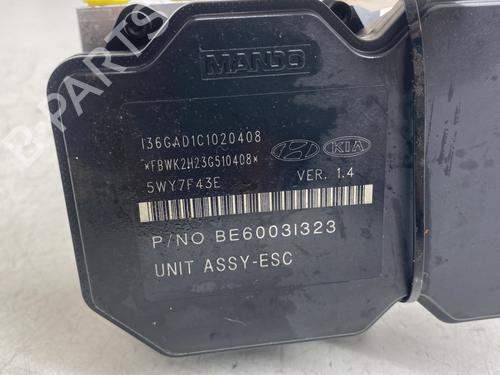 MANDO
I36GAD1C1020408
*FBWK2H23G510408*
KIA
5WY7F43E VER. 1.4
P/NO BE6003I323
UNIT ASSY-ESC
B-PARTS